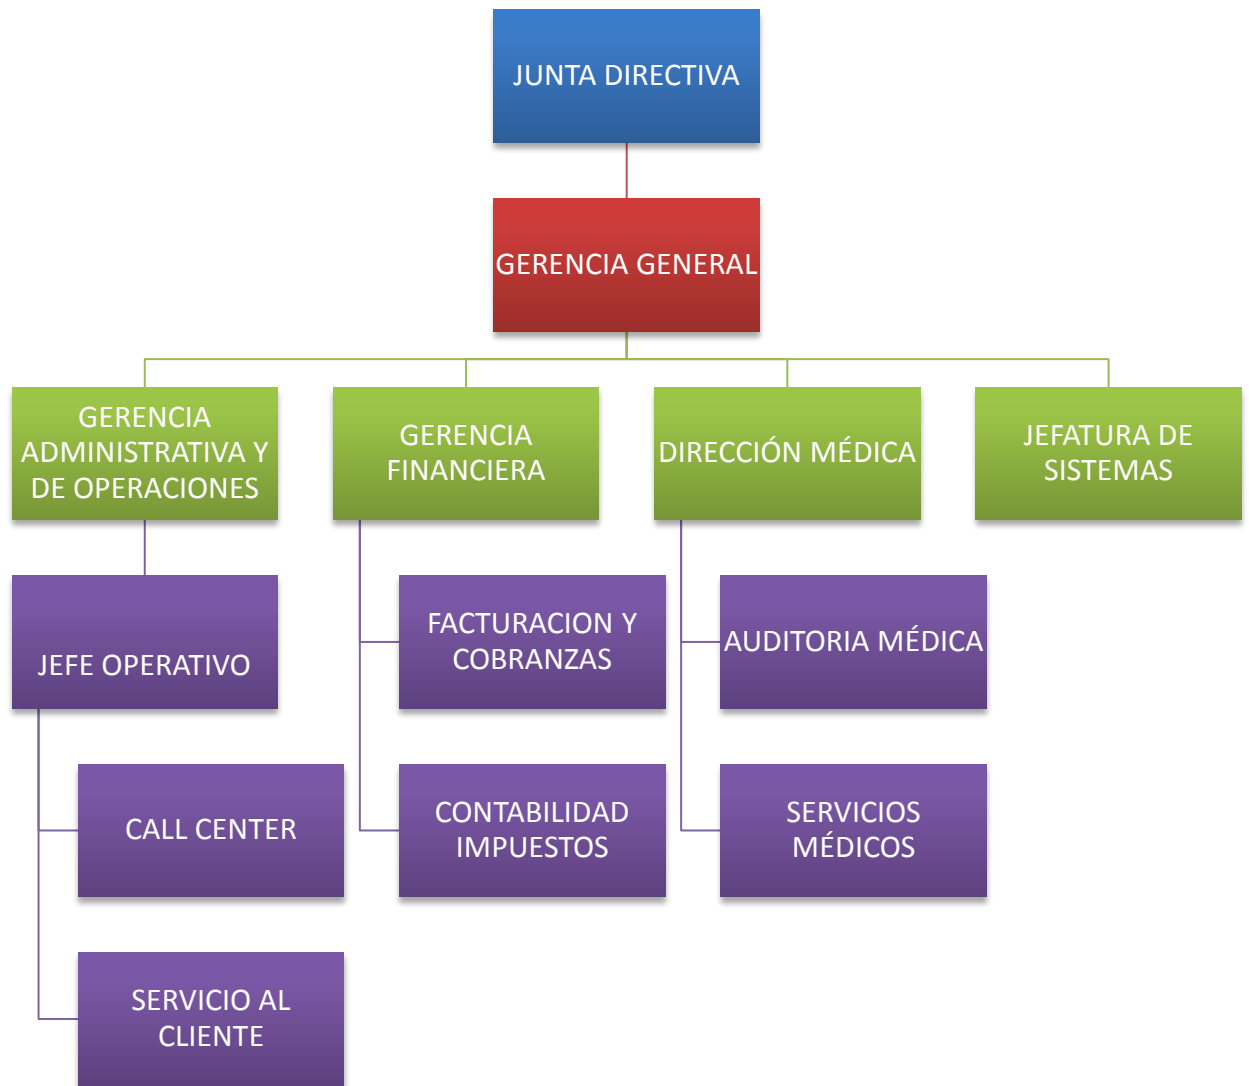 JUNTA DIRECTIVA
GERENCIA GENERAL
GERENCIA
ADMINISTRATIVA Y
DE OPERACIONES
GERENCIA
FINANCIERA
DIRECCIÓN MÉDICA
JEFATURA DE
SISTEMAS
JEFE OPERATIVO
FACTURACION Y
COBRANZAS
AUDITORIA MÉDICA
CALL CENTER
CONTABILIDAD
IMPUESTOS
SERVICIOS
MÉDICOS
SERVICIO AL
CLIENTE